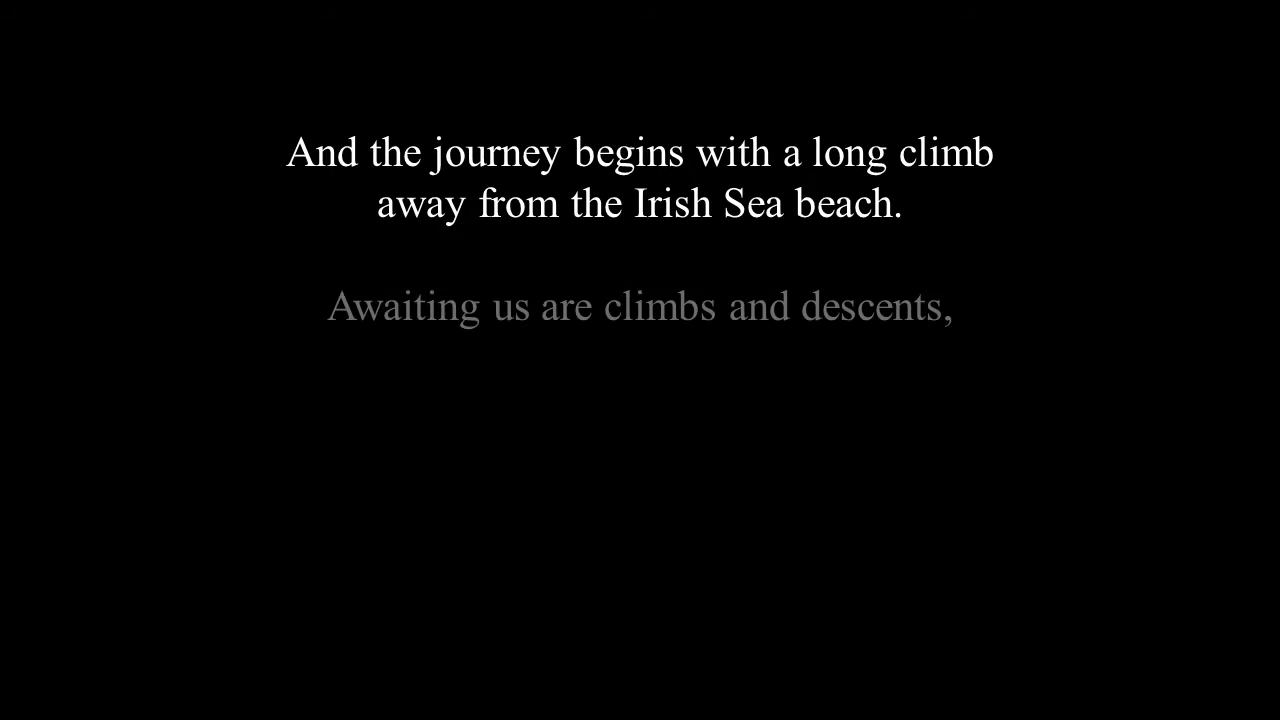 And the journey begins with a long climb
away from the Irish Sea beach.
Awaiting us are climbs and descents,